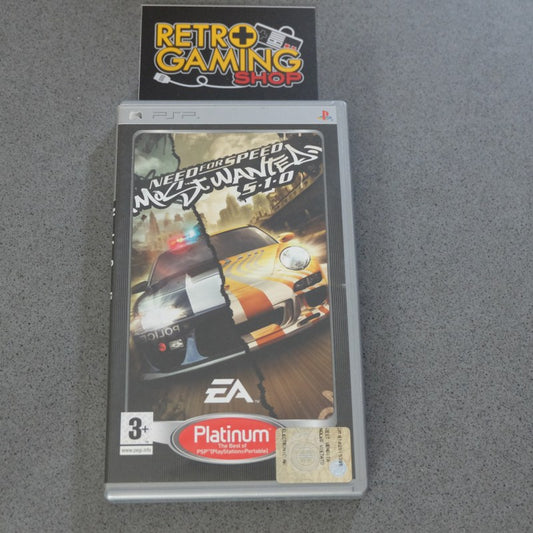 RETRO
GAMING
SHOP
PSP
NEED FOR SPEED
MOST WANTED
5-1-0
POLICE
EA
3+
www.pegi.info
Platinum
The Best of
PSP™ (PlayStation®Portable)